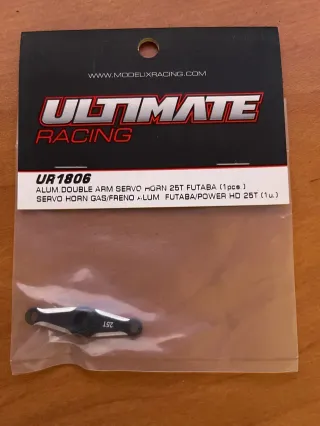 WWW.MODELIXRACING.COM
ULTIMATE
RACING
UR1806
ALUM.DOUBLE ARM SERVO HORN 25T FUTABA (1pcs.)
SERVO HORN GAS/FRENO ALUM. FUTABA/POWER HD 25T (1u.)
25T